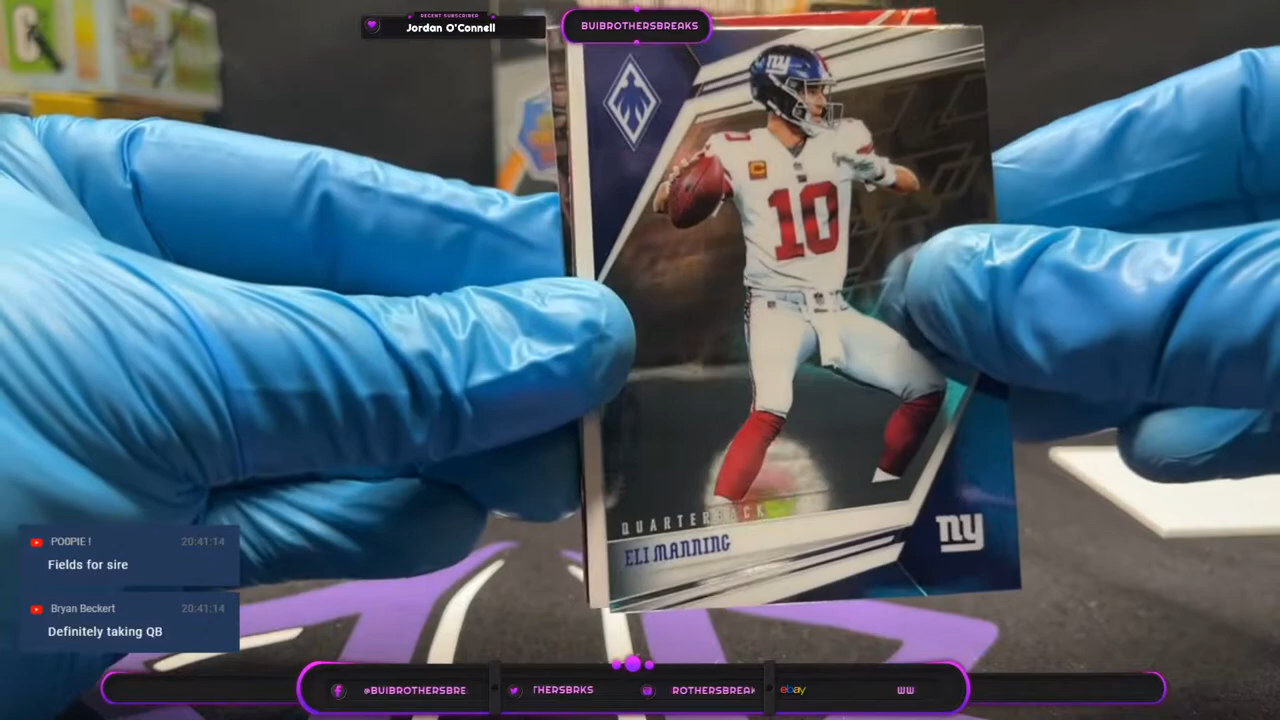 RECENT SUBSCRIBER
Jordan O'Connell
BUIBROTHERSBREAKS
ny
10
QUARTERBACK
ELI MANNING
ny
POOPIE !
20:41:14
Fields for sire
Bryan Beckert
20:41:14
Definitely taking QB
@BUIBROTHERSBRE
THERSBRKS
ROTHERSBREAK
ebay
WW